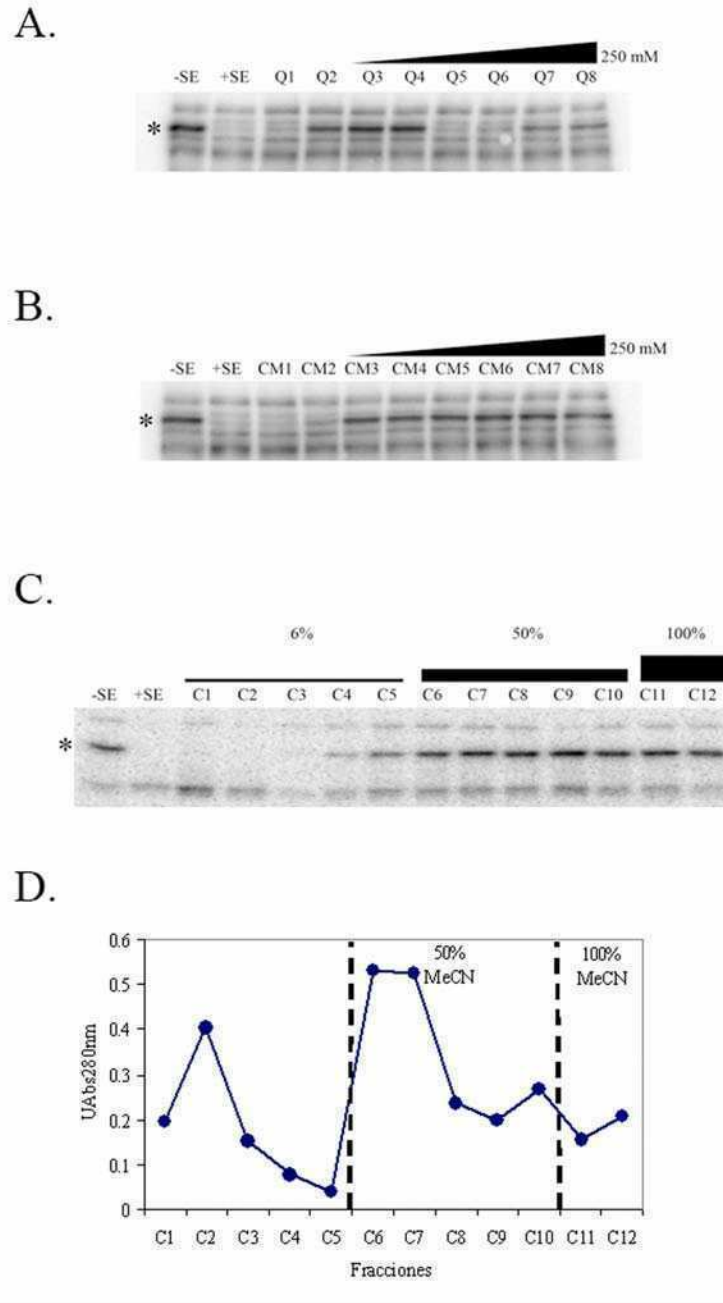 A.
250 mM
-SE +SE Q1 Q2 Q3 Q4 Q5 Q6 Q7 Q8
*
B.
250 mM
-SE +SE CM1 CM2 CM3 CM4 CM5 CM6 CM7 CM8
*
C.
6% 50% 100%
-SE +SE C1 C2 C3 C4 C5 C6 C7 C8 C9 C10 C11 C12
*
D.
0.6
0.5
0.4
0.3
0.2
0.1
0
UAbs280nm
50%
MeCN
100%
MeCN
C1 C2 C3 C4 C5 C6 C7 C8 C9 C10 C11 C12
Fracciones